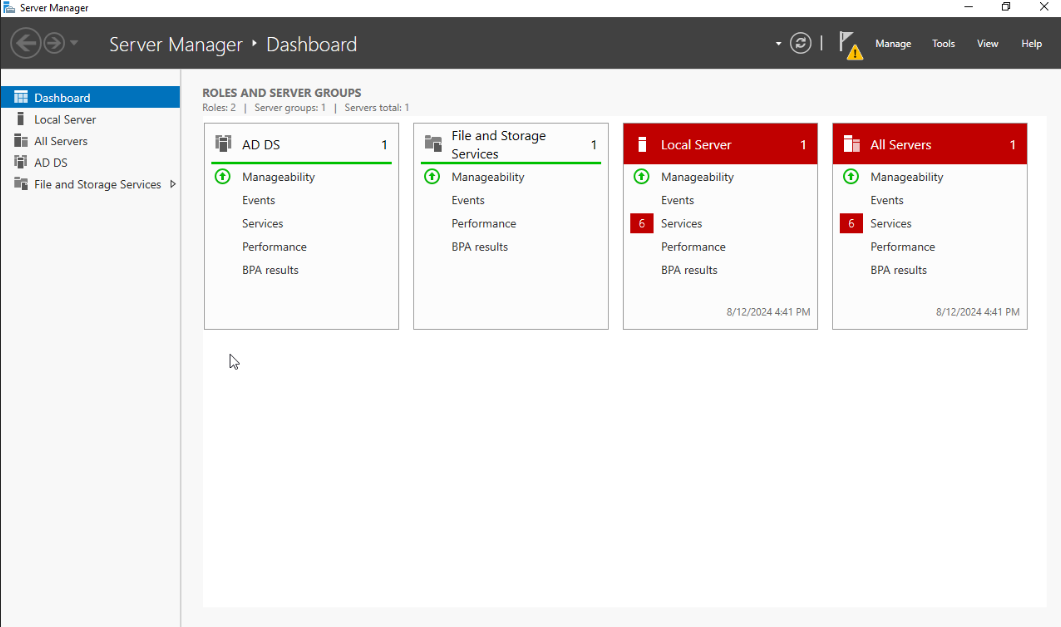 Server Manager
Server Manager ‣ Dashboard
Manage Tools View Help
Dashboard
Local Server
All Servers
AD DS
File and Storage Services
ROLES AND SERVER GROUPS
Roles: 2 | Server groups: 1 | Servers total: 1
AD DS 1
Manageability
Events
Services
Performance
BPA results
File and Storage
Services 1
Manageability
Events
Performance
BPA results
Local Server 1
Manageability
Events
6 Services
Performance
BPA results
8/12/2024 4:41 PM
All Servers 1
Manageability
Events
6 Services
Performance
BPA results
8/12/2024 4:41 PM